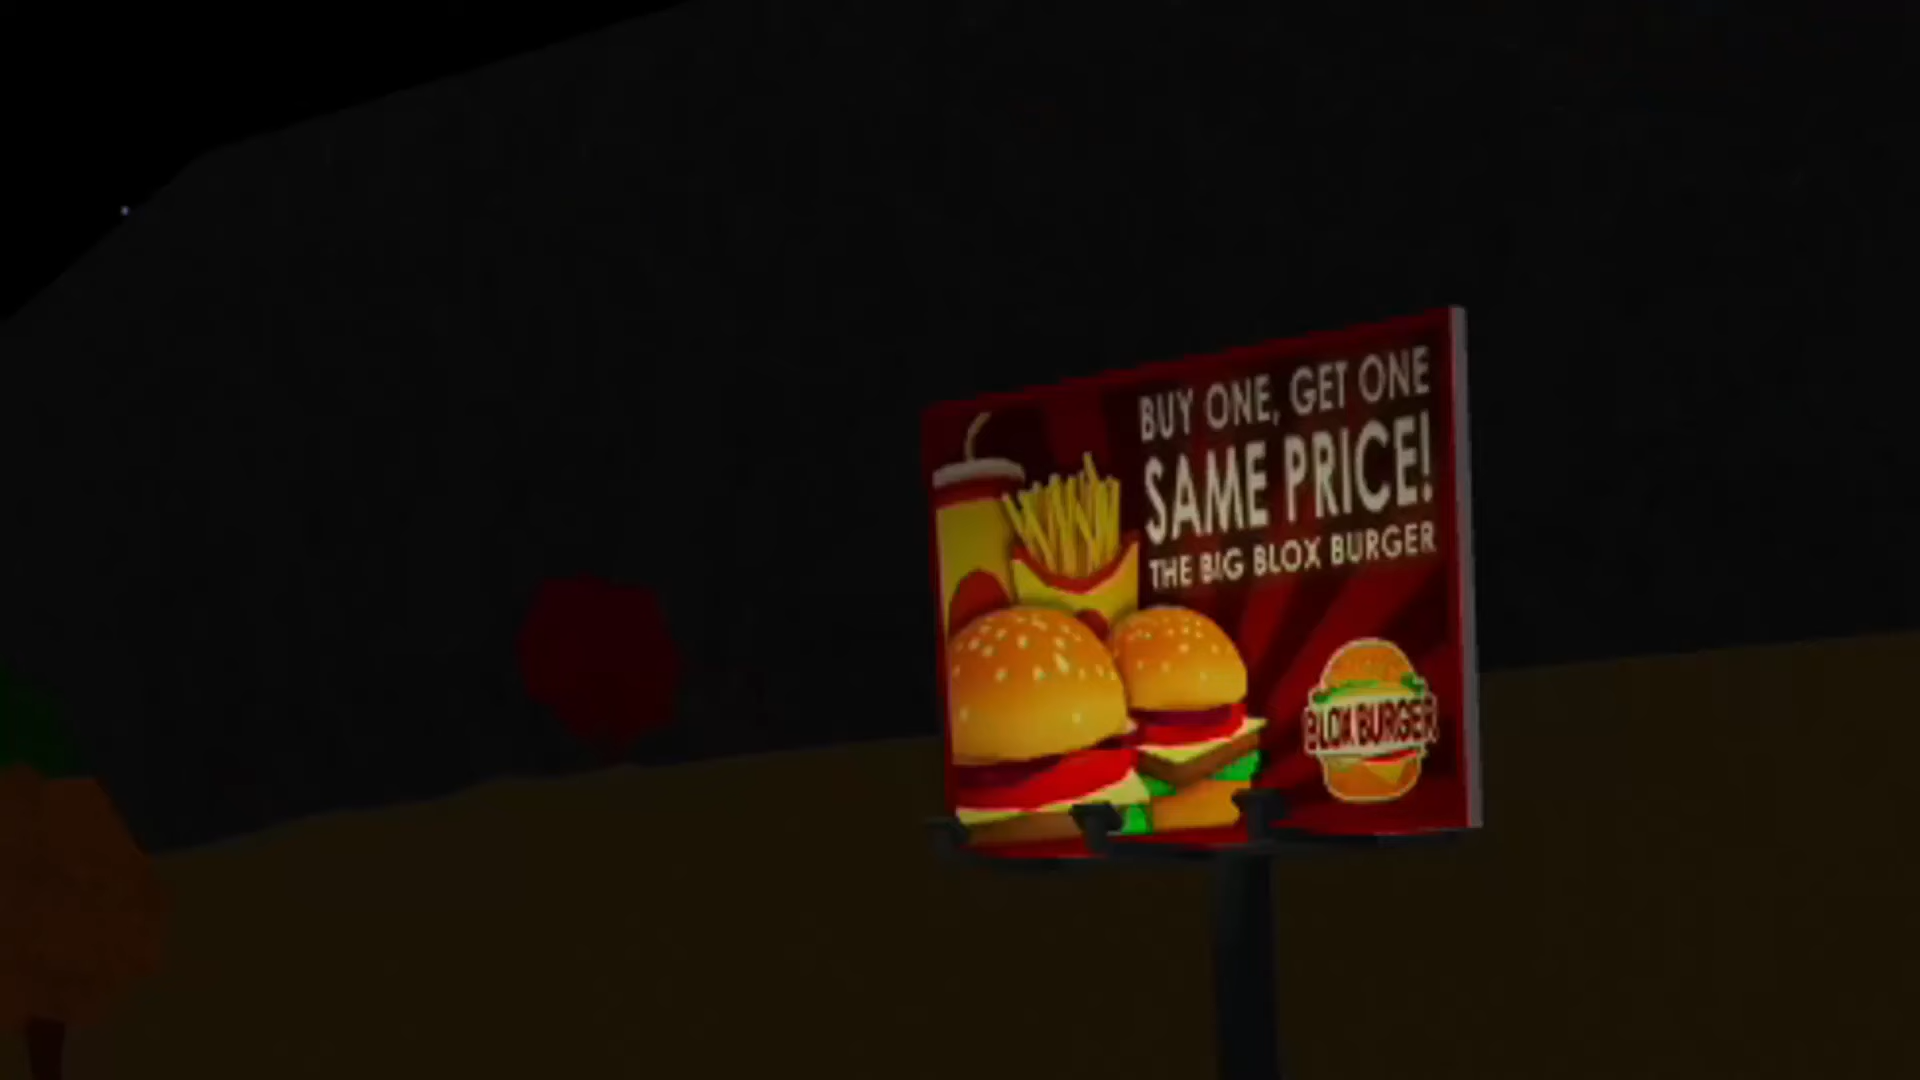 BUY ONE, GET ONE
SAME PRICE!
THE BIG BLOX BURGER
BLOX BURGER